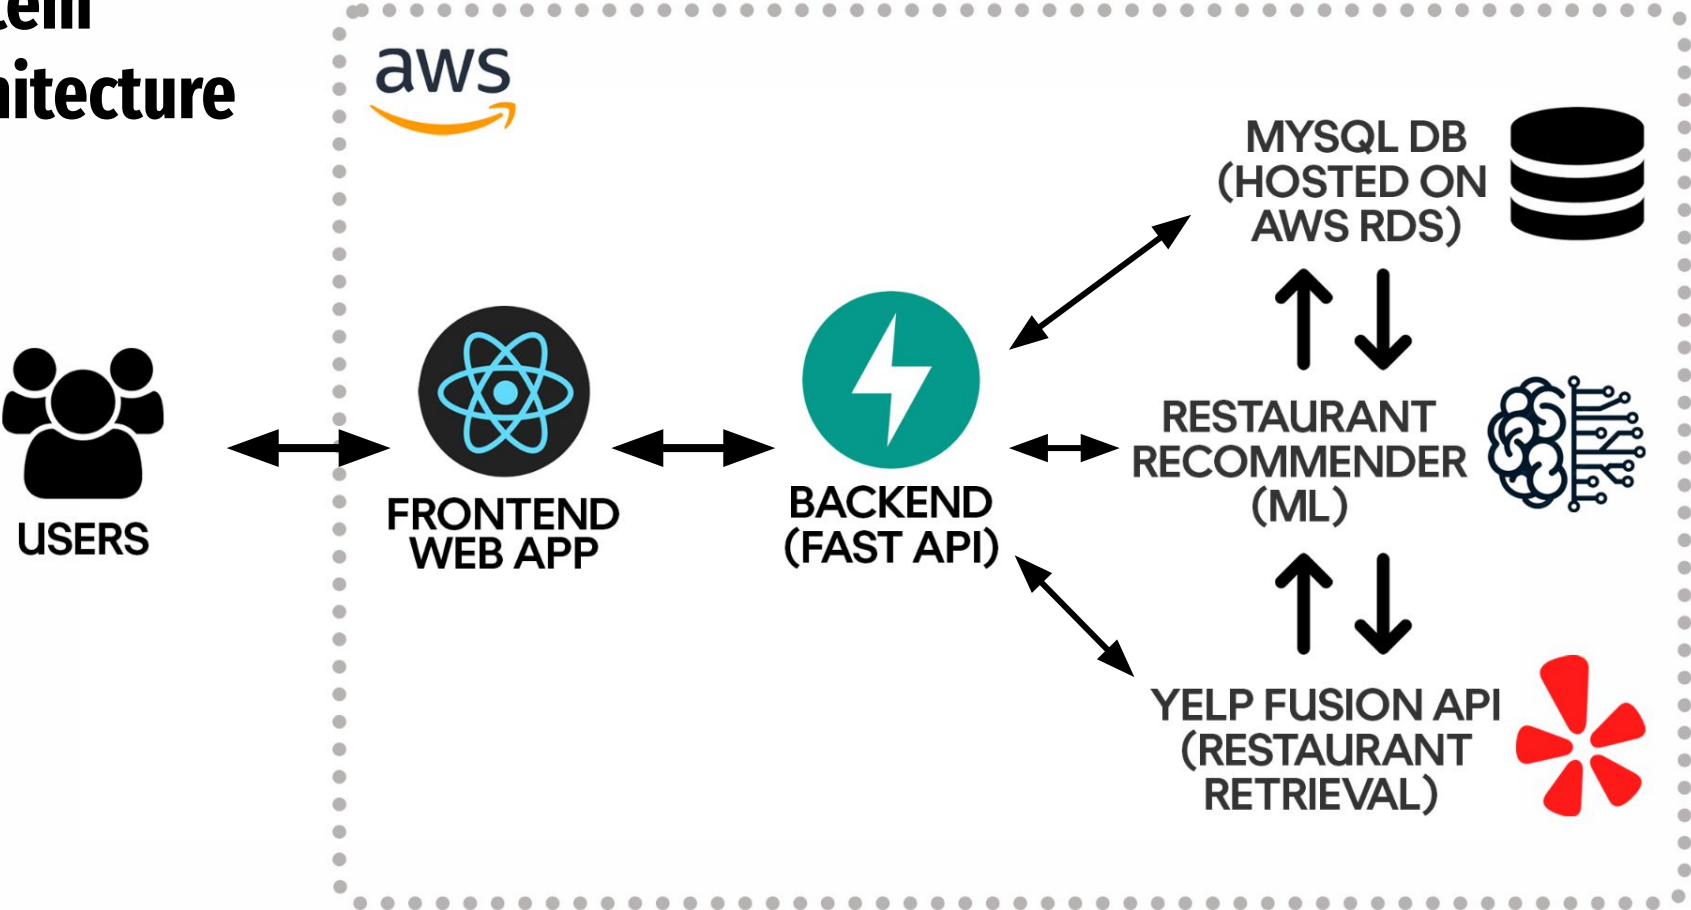 hitecture
aws
MYSQL DB
(HOSTED ON
AWS RDS)
RESTAURANT
RECOMMENDER
(ML)
FRONTEND
WEB APP
BACKEND
(FAST API)
USERS
YELP FUSION API
(RESTAURANT
RETRIEVAL)